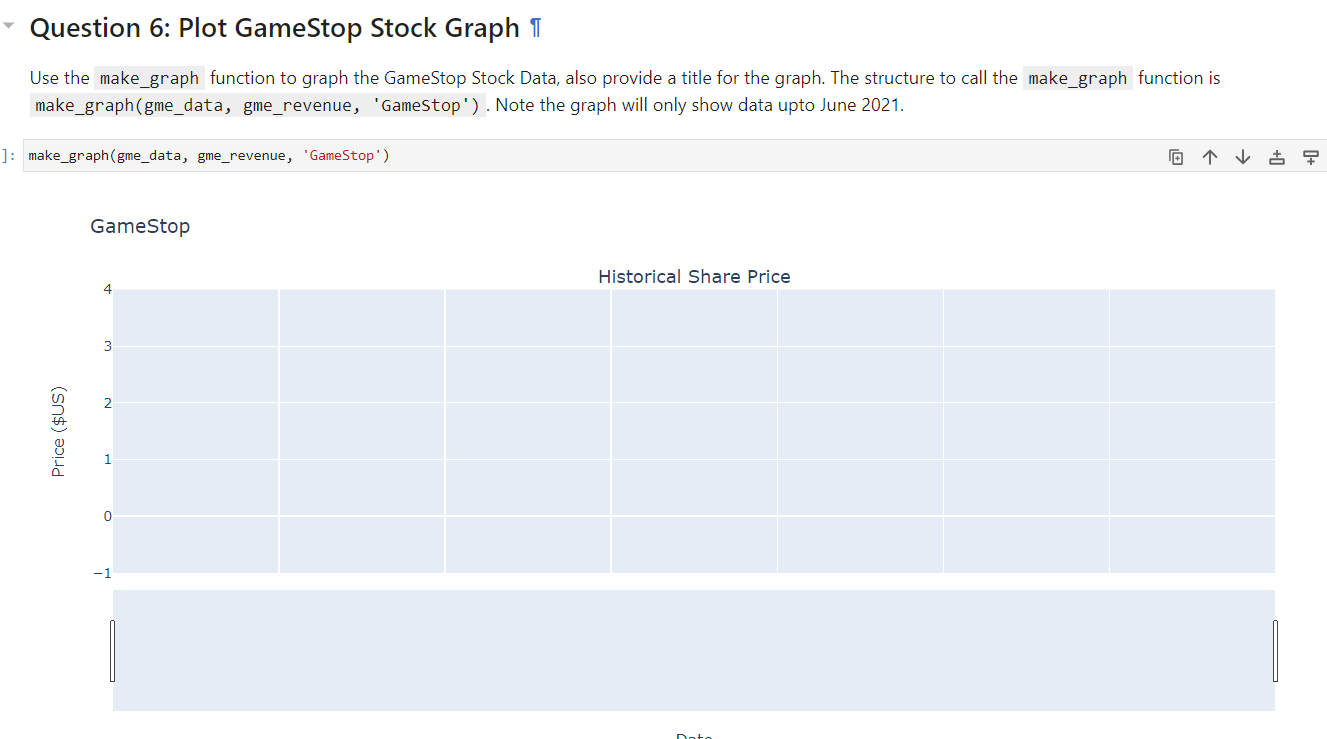 Question 6: Plot GameStop Stock Graph ¶
Use the make_graph function to graph the GameStop Stock Data, also provide a title for the graph. The structure to call the make_graph function is
make_graph(gme_data, gme_revenue, 'GameStop') . Note the graph will only show data upto June 2021.
]: make_graph(gme_data, gme_revenue, 'GameStop')
GameStop
Historical Share Price
4
3
2
1
0
−1
Price ($US)
Date